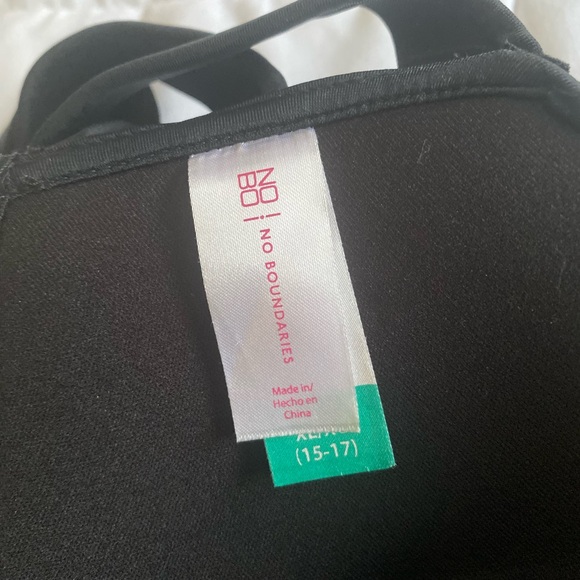 NO
BO
NO BOUNDARIES
Made in/
Hecho en
China
(15-17)